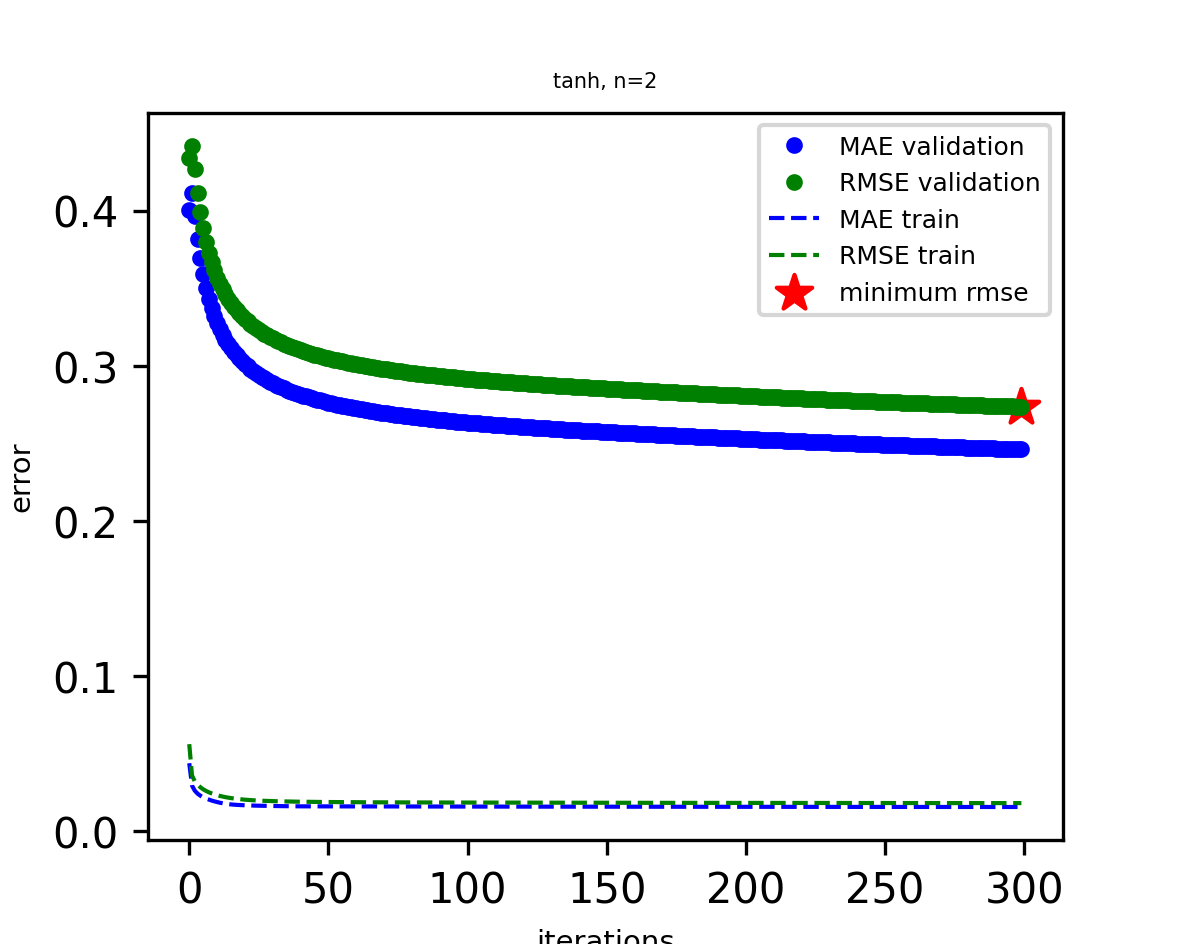 tanh, n=2
MAE validation
RMSE validation
MAE train
RMSE train
minimum rmse
error
0.4
0.3
0.2
0.1
0.0
0 50 100 150 200 250 300
iterations